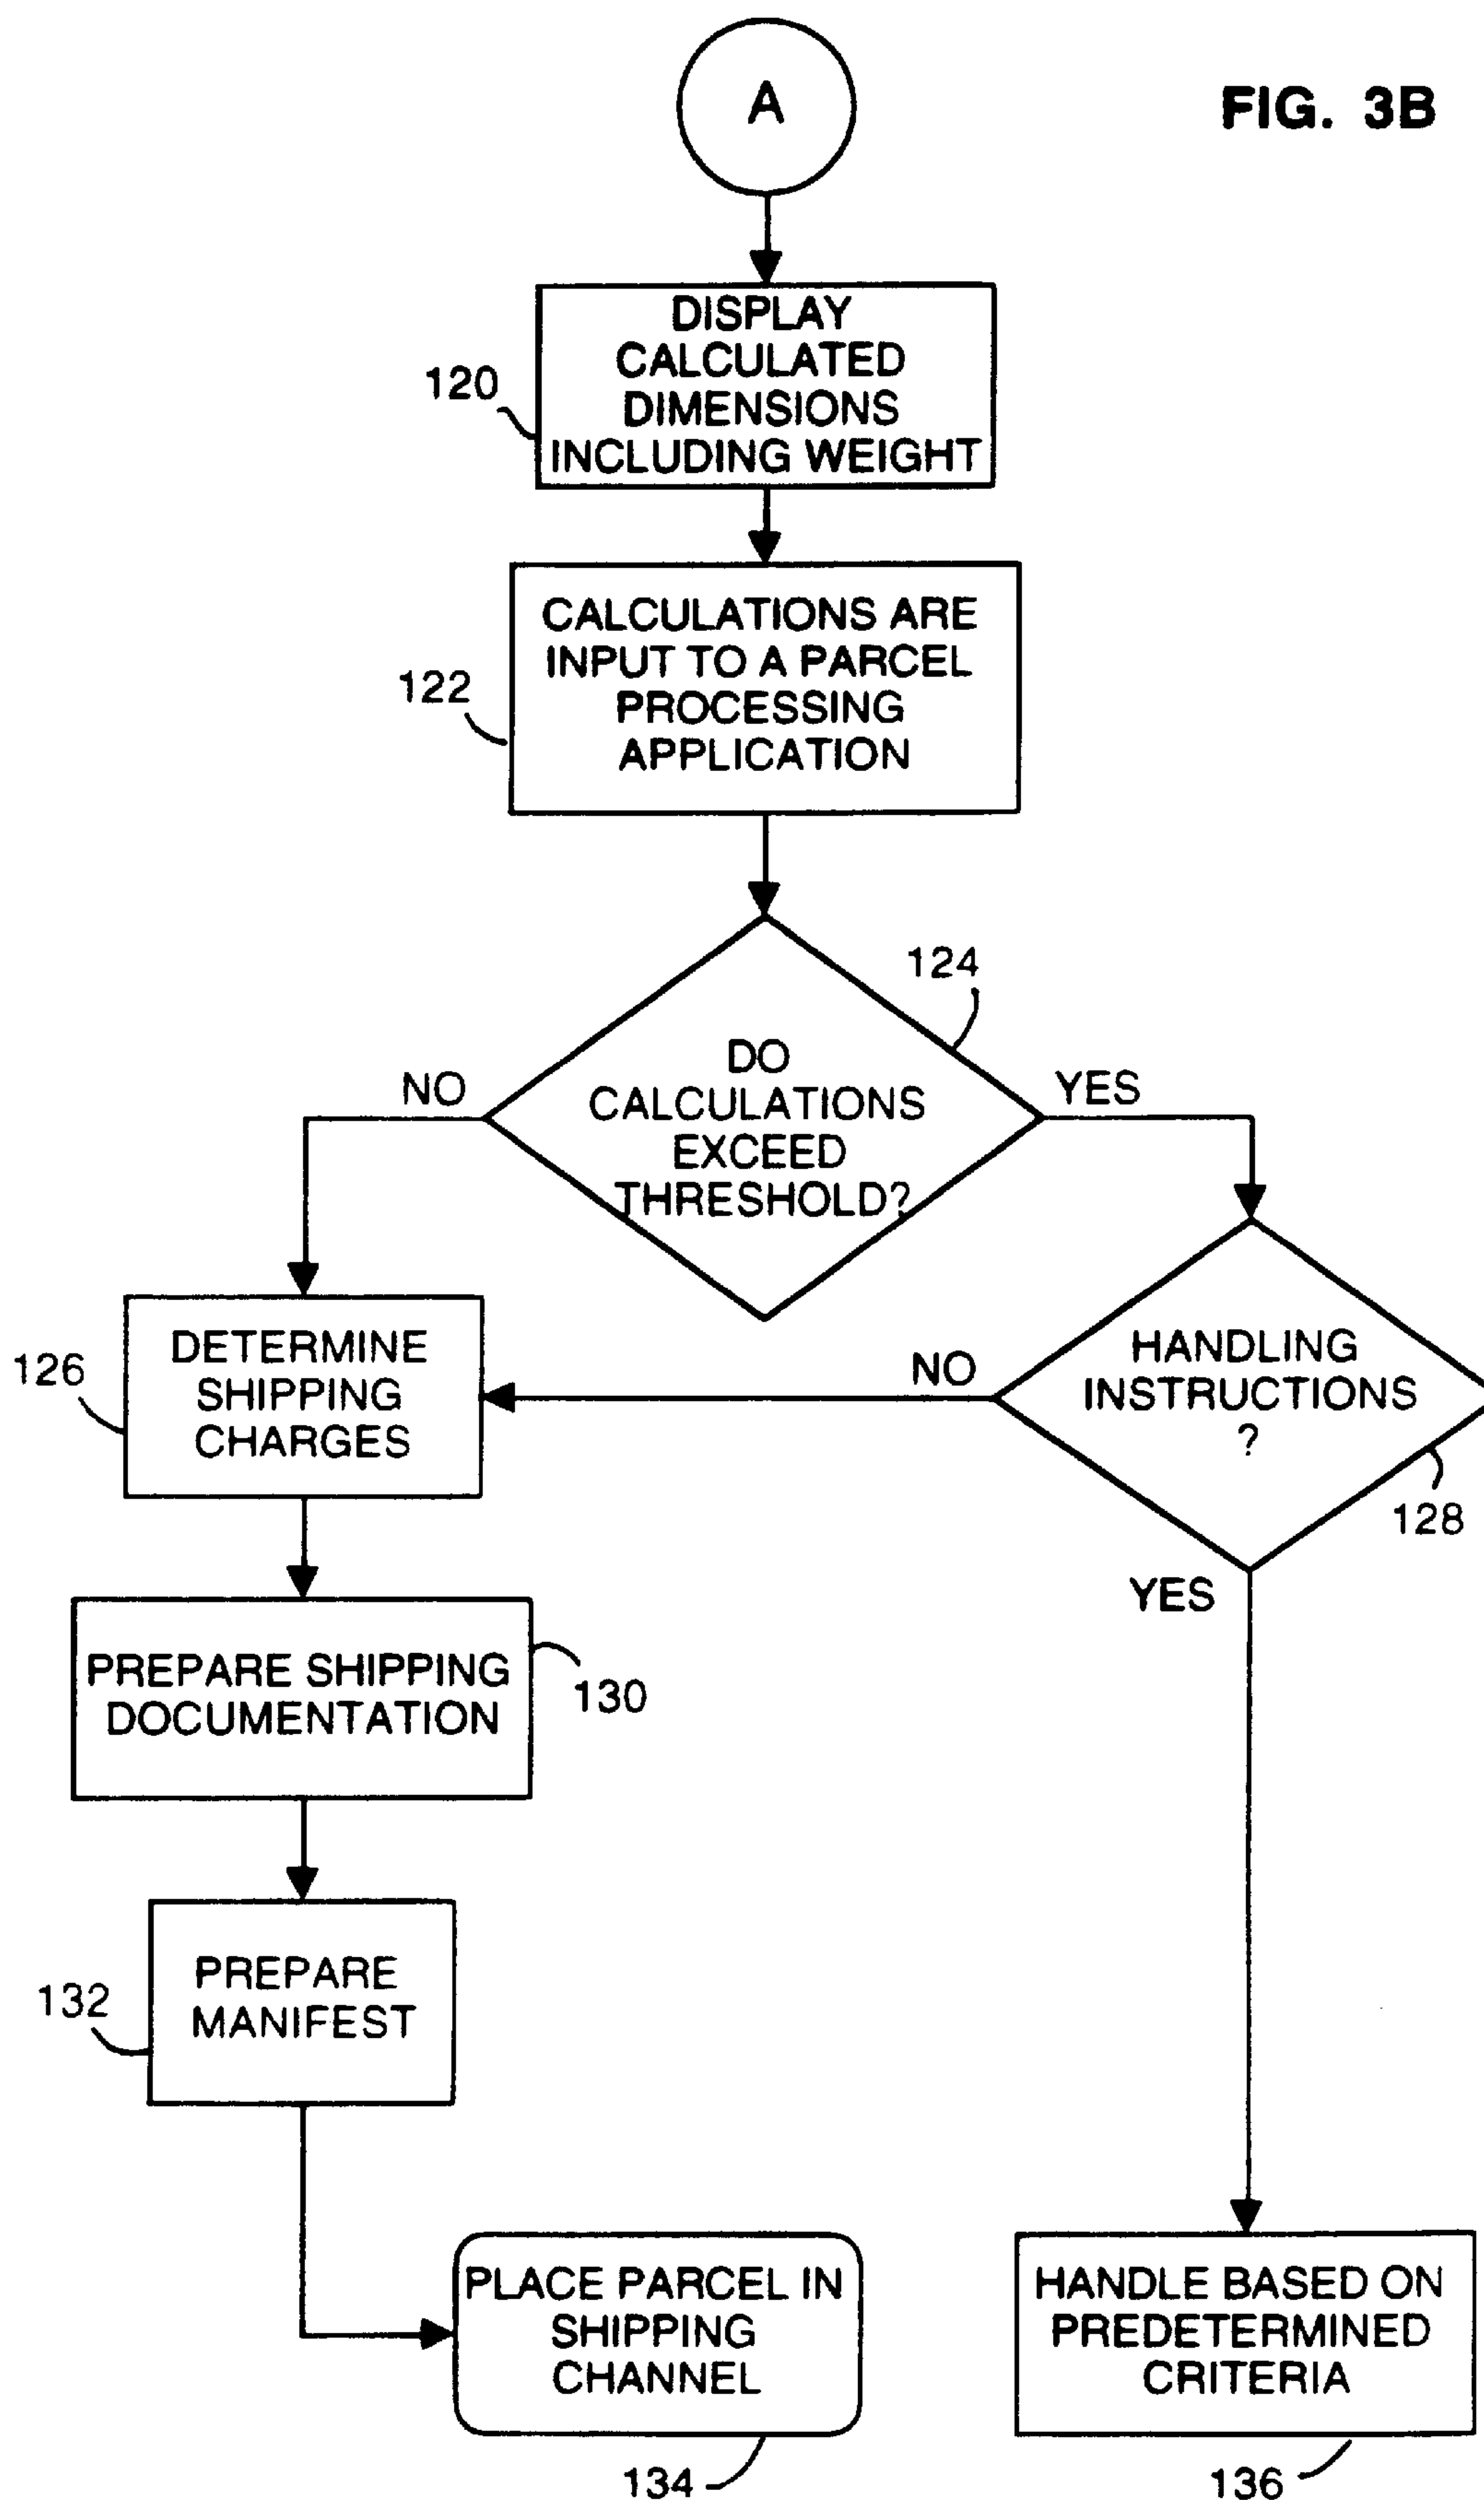 A
FIG. 3B
DISPLAY
CALCULATED
DIMENSIONS
INCLUDING WEIGHT
120
CALCULATIONS ARE
INPUT TO A PARCEL
PROCESSING
APPLICATION
122
124
DO
CALCULATIONS
EXCEED
THRESHOLD?
NO
YES
DETERMINE
SHIPPING
CHARGES
126
NO
HANDLING
INSTRUCTIONS
?
128
YES
PREPARE SHIPPING
DOCUMENTATION
130
PREPARE
MANIFEST
132
PLACE PARCEL IN
SHIPPING
CHANNEL
134
HANDLE BASED ON
PREDETERMINED
CRITERIA
136